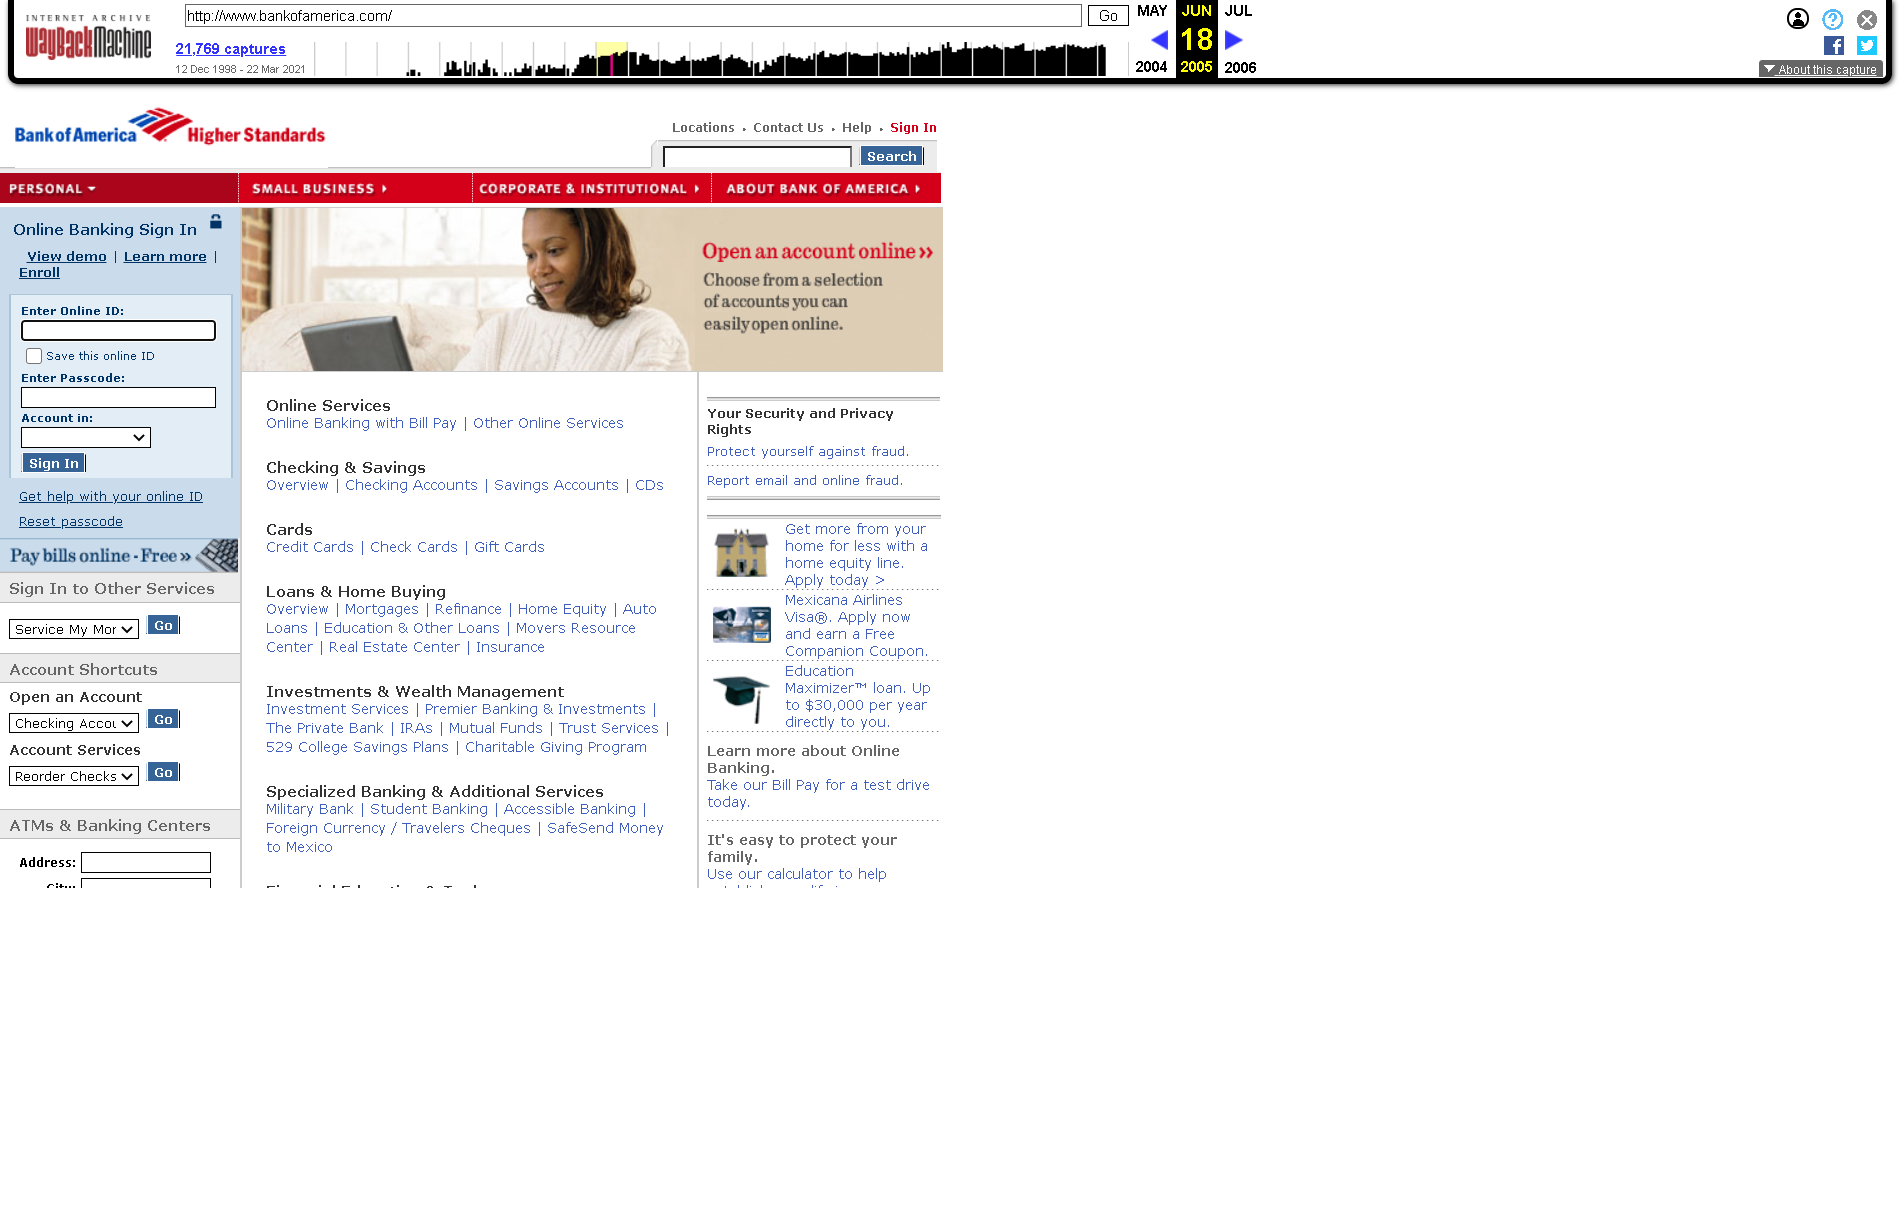 INTERNET ARCHIVE
WayBackMachine
http://www.bankofamerica.com/
Go
21,769 captures
12 Dec 1998 - 22 Mar 2021
MAY JUN JUL
18
2004 2005 2006
About this capture
Bank of America Higher Standards
Locations • Contact Us • Help • Sign In
Search
PERSONAL
SMALL BUSINESS
CORPORATE & INSTITUTIONAL
ABOUT BANK OF AMERICA
Online Banking Sign In
View demo | Learn more |
Enroll
Enter Online ID:
Save this online ID
Enter Passcode:
Account in:
Sign In
Get help with your online ID
Reset passcode
Pay bills online - Free »
Sign In to Other Services
Service My Mor
Go
Account Shortcuts
Open an Account
Checking Accou
Go
Account Services
Reorder Checks
Go
ATMs & Banking Centers
Address:
City:
Open an account online »
Choose from a selection
of accounts you can
easily open online.
Online Services
Online Banking with Bill Pay | Other Online Services
Checking & Savings
Overview | Checking Accounts | Savings Accounts | CDs
Cards
Credit Cards | Check Cards | Gift Cards
Loans & Home Buying
Overview | Mortgages | Refinance | Home Equity | Auto
Loans | Education & Other Loans | Movers Resource
Center | Real Estate Center | Insurance
Investments & Wealth Management
Investment Services | Premier Banking & Investments |
The Private Bank | IRAs | Mutual Funds | Trust Services |
529 College Savings Plans | Charitable Giving Program
Specialized Banking & Additional Services
Military Bank | Student Banking | Accessible Banking |
Foreign Currency / Travelers Cheques | SafeSend Money
to Mexico
Your Security and Privacy
Rights
Protect yourself against fraud.
Report email and online fraud.
Get more from your
home for less with a
home equity line.
Apply today >
Mexicana Airlines
Visa®. Apply now
and earn a Free
Companion Coupon.
Education
Maximizer™ loan. Up
to $30,000 per year
directly to you.
Learn more about Online
Banking.
Take our Bill Pay for a test drive
today.
It's easy to protect your
family.
Use our calculator to help